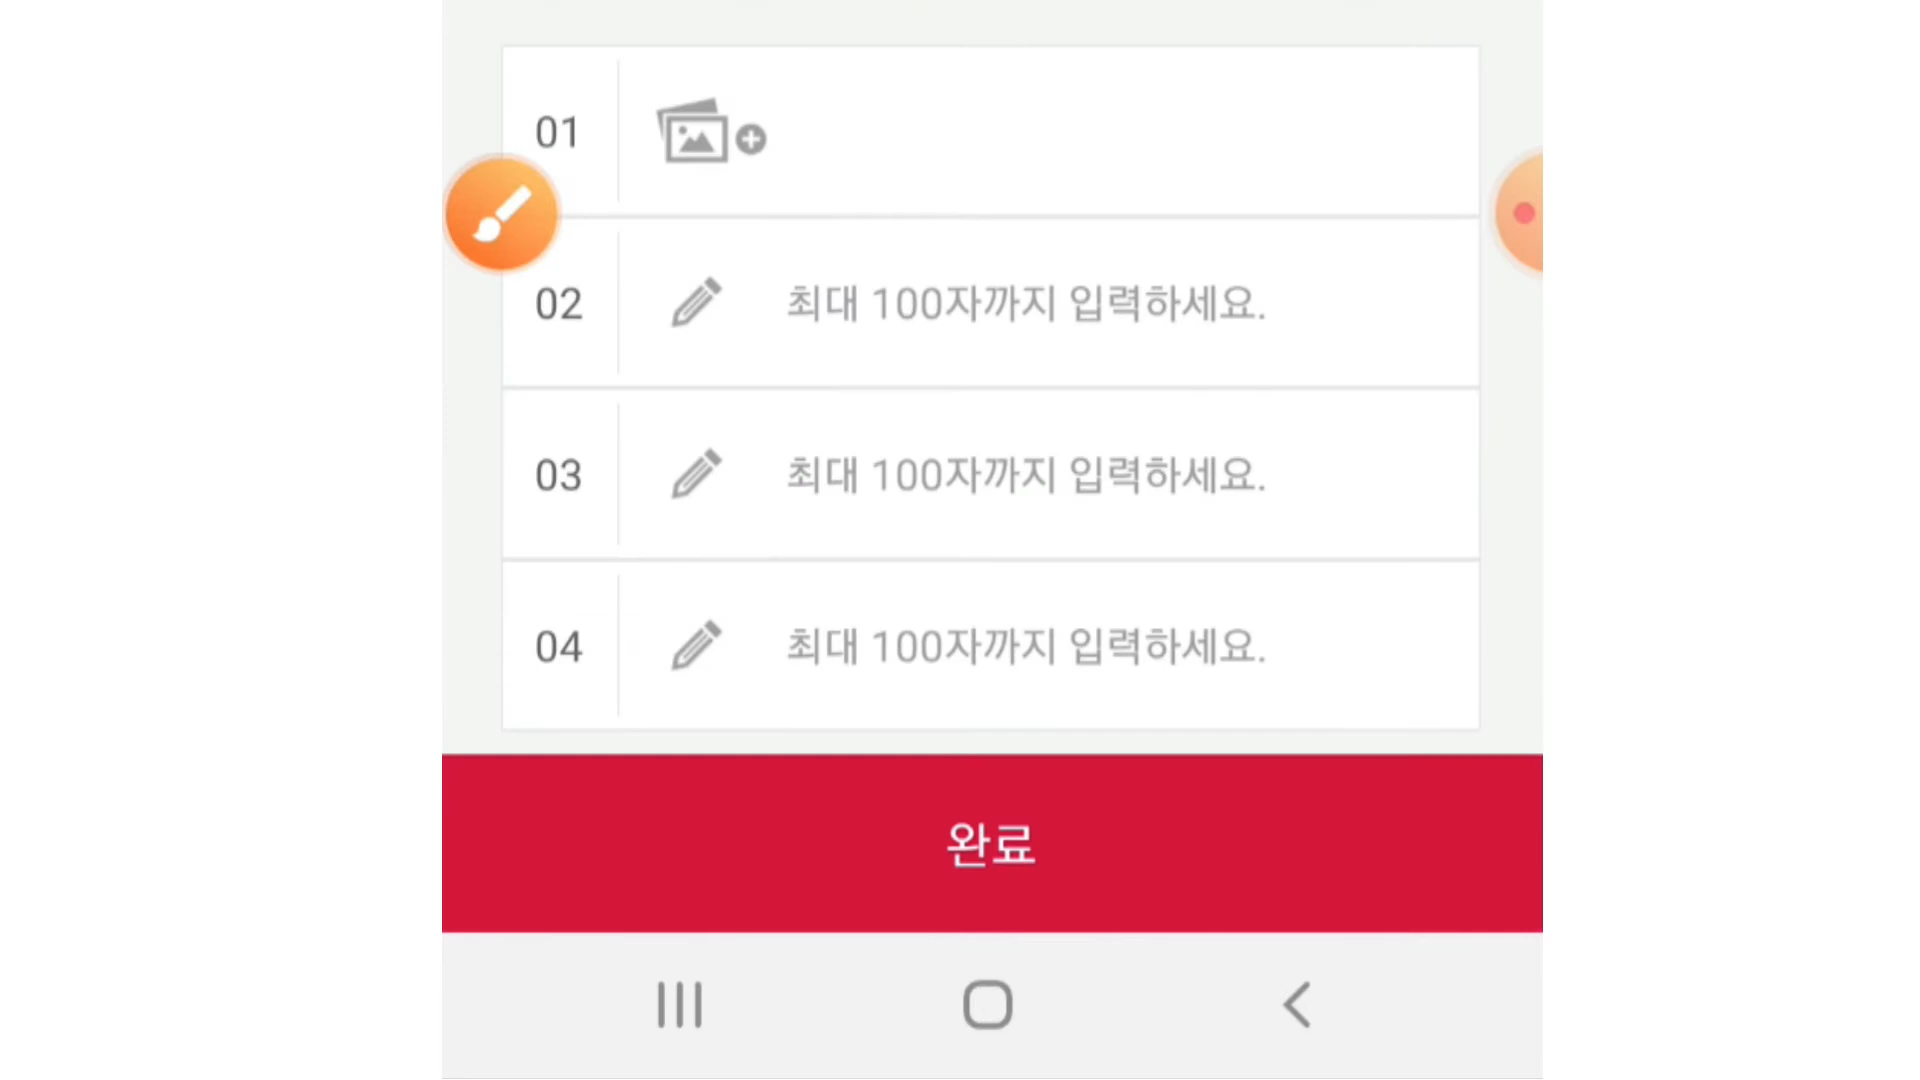 01
02 최대 100자까지 입력하세요.
03 최대 100자까지 입력하세요.
04 최대 100자까지 입력하세요.
완료